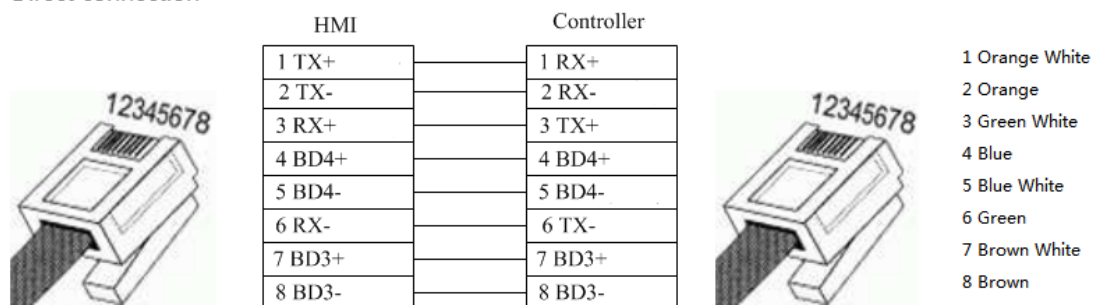 HMI
Controller
1 TX+
1 RX+
1 Orange White
2 TX-
2 RX-
2 Orange
12345678
12345678
3 RX+
3 TX+
3 Green White
4 BD4+
4 BD4+
4 Blue
5 BD4-
5 BD4-
5 Blue White
6 RX-
6 TX-
6 Green
7 BD3+
7 BD3+
7 Brown White
8 BD3-
8 BD3-
8 Brown